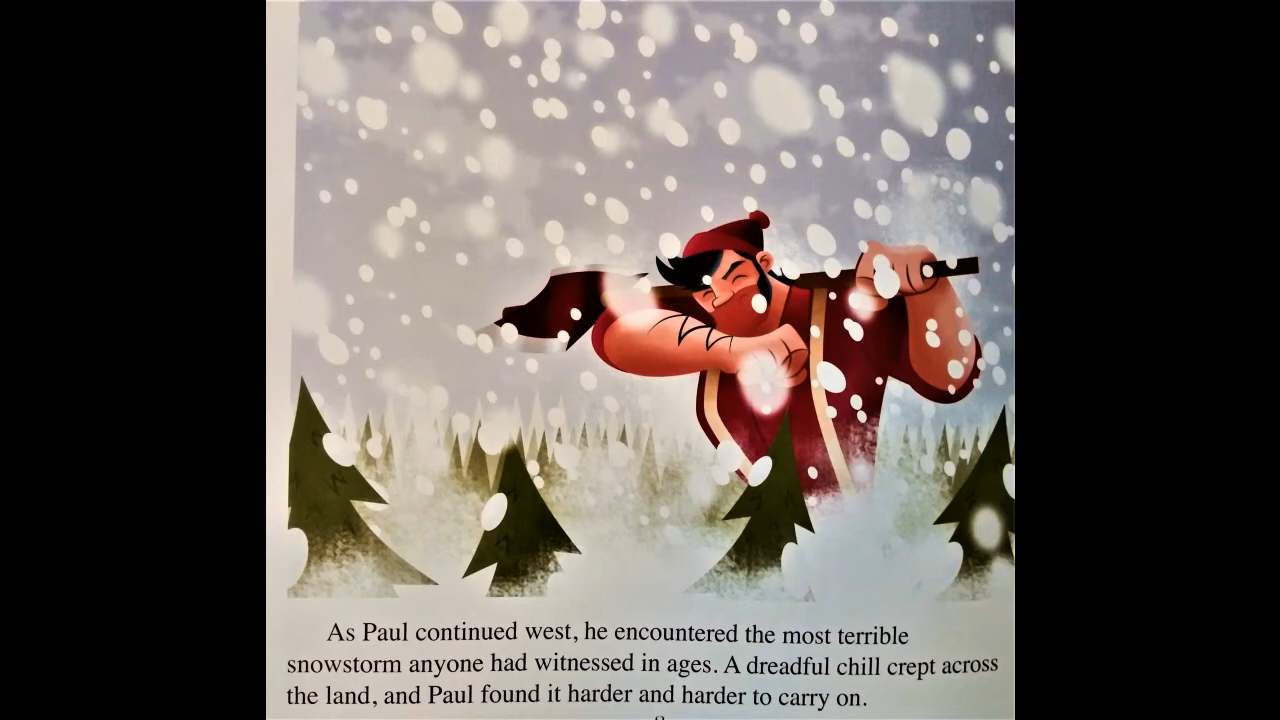 As Paul continued west, he encountered the most terrible
snowstorm anyone had witnessed in ages. A dreadful chill crept across
the land, and Paul found it harder and harder to carry on.